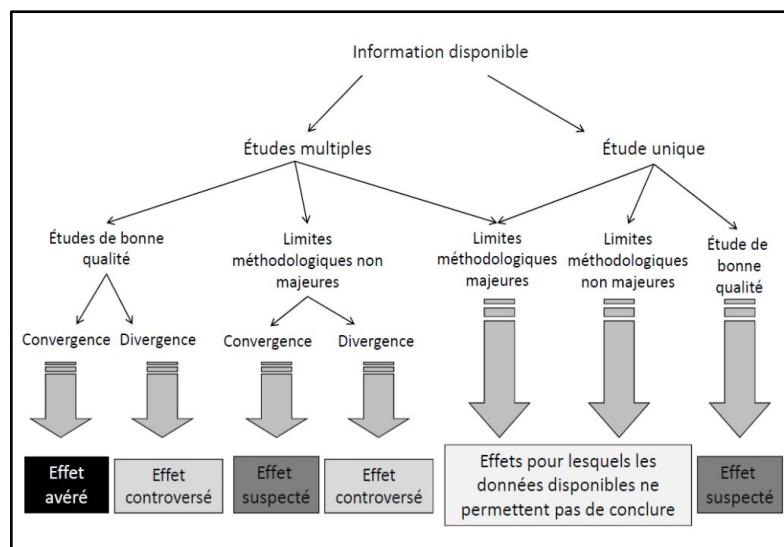 Information disponible
Études multiples
Étude unique
Études de bonne
qualité
Limites
méthodologiques non
majeures
Limites
méthodologiques
majeures
Limites
méthodologiques
non majeures
Étude de
bonne
qualité
Convergence
Divergence
Convergence
Divergence
Effet
avéré
Effet
controversé
Effet
suspecté
Effet
controversé
Effets pour lesquels les
données disponibles ne
permettent pas de conclure
Effet
suspecté